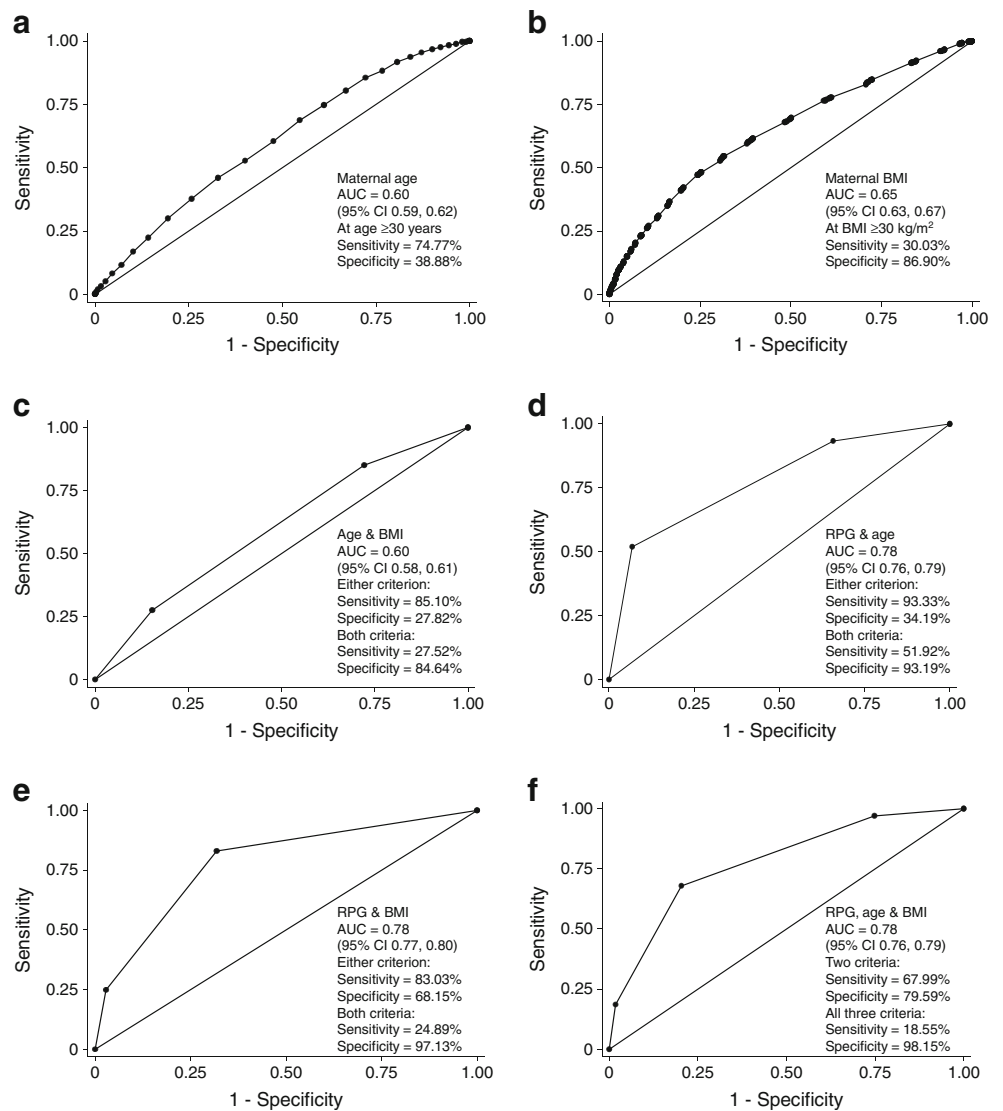 a
1.00
0.75
0.50
0.25
0
Sensitivity
Maternal age
AUC = 0.60
(95% CI 0.59, 0.62)
At age ≥30 years
Sensitivity = 74.77%
Specificity = 38.88%
0 0.25 0.50 0.75 1.00
1 - Specificity
b
1.00
0.75
0.50
0.25
0
Sensitivity
Maternal BMI
AUC = 0.65
(95% CI 0.63, 0.67)
At BMI ≥30 kg/m²
Sensitivity = 30.03%
Specificity = 86.90%
0 0.25 0.50 0.75 1.00
1 - Specificity
c
1.00
0.75
0.50
0.25
0
Sensitivity
Age & BMI
AUC = 0.60
(95% CI 0.58, 0.61)
Either criterion:
Sensitivity = 85.10%
Specificity = 27.82%
Both criteria:
Sensitivity = 27.52%
Specificity = 84.64%
0 0.25 0.50 0.75 1.00
1 - Specificity
d
1.00
0.75
0.50
0.25
0
Sensitivity
RPG & age
AUC = 0.78
(95% CI 0.76, 0.79)
Either criterion:
Sensitivity = 93.33%
Specificity = 34.19%
Both criteria:
Sensitivity = 51.92%
Specificity = 93.19%
0 0.25 0.50 0.75 1.00
1 - Specificity
e
1.00
0.75
0.50
0.25
0
Sensitivity
RPG & BMI
AUC = 0.78
(95% CI 0.77, 0.80)
Either criterion:
Sensitivity = 83.03%
Specificity = 68.15%
Both criteria:
Sensitivity = 24.89%
Specificity = 97.13%
0 0.25 0.50 0.75 1.00
1 - Specificity
f
1.00
0.75
0.50
0.25
0
Sensitivity
RPG, age & BMI
AUC = 0.78
(95% CI 0.76, 0.79)
Two criteria:
Sensitivity = 67.99%
Specificity = 79.59%
All three criteria:
Sensitivity = 18.55%
Specificity = 98.15%
0 0.25 0.50 0.75 1.00
1 - Specificity